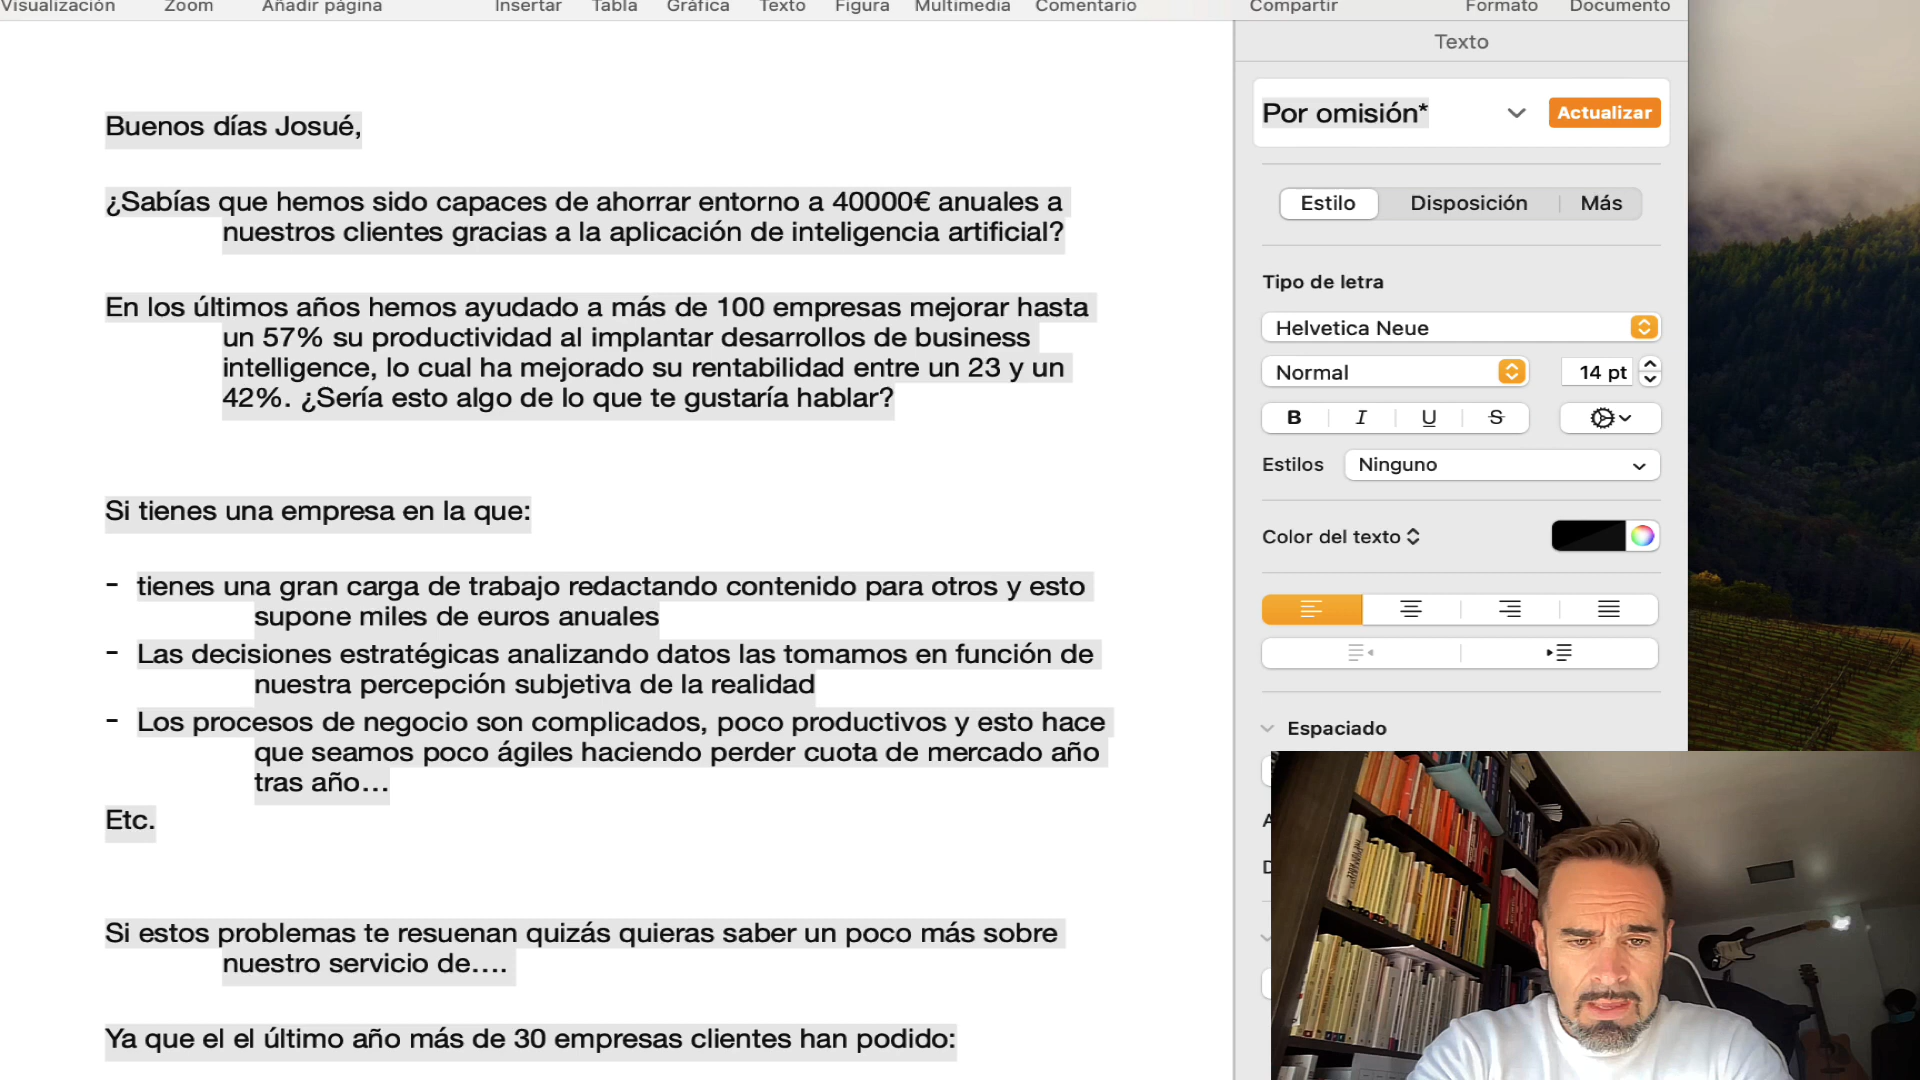 Visualización Zoom Añadir página Insertar Tabla Gráfica Texto Figura Multimedia Comentario Compartir Formato Documento
Texto
Buenos días Josué,
¿Sabías que hemos sido capaces de ahorrar entorno a 40000€ anuales a
nuestros clientes gracias a la aplicación de inteligencia artificial?
En los últimos años hemos ayudado a más de 100 empresas mejorar hasta
un 57% su productividad al implantar desarrollos de business
intelligence, lo cual ha mejorado su rentabilidad entre un 23 y un
42%. ¿Sería esto algo de lo que te gustaría hablar?
Si tienes una empresa en la que:
- tienes una gran carga de trabajo redactando contenido para otros y esto
supone miles de euros anuales
- Las decisiones estratégicas analizando datos las tomamos en función de
nuestra percepción subjetiva de la realidad
- Los procesos de negocio son complicados, poco productivos y esto hace
que seamos poco ágiles haciendo perder cuota de mercado año
tras año…
Etc.
Si estos problemas te resuenan quizás quieras saber un poco más sobre
nuestro servicio de….
Ya que el el último año más de 30 empresas clientes han podido:
Por omisión*
Actualizar
Estilo Disposición Más
Tipo de letra
Helvetica Neue
Normal 14 pt
B I U S
Estilos Ninguno
Color del texto
Espaciado